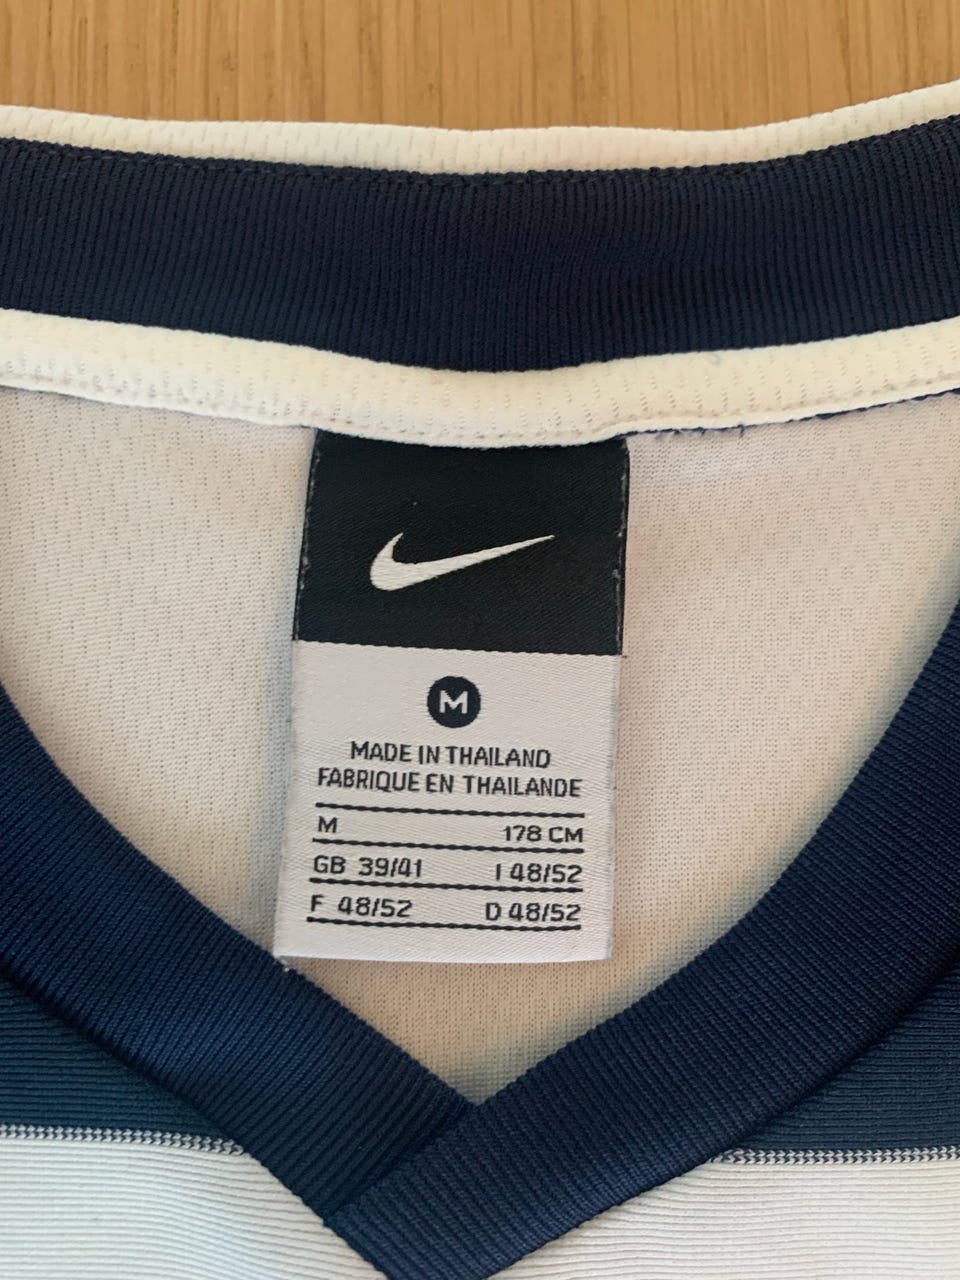 M
MADE IN THAILAND
FABRIQUE EN THAILANDE
M 178 CM
GB 39/41 I 48/52
F 48/52 D 48/52